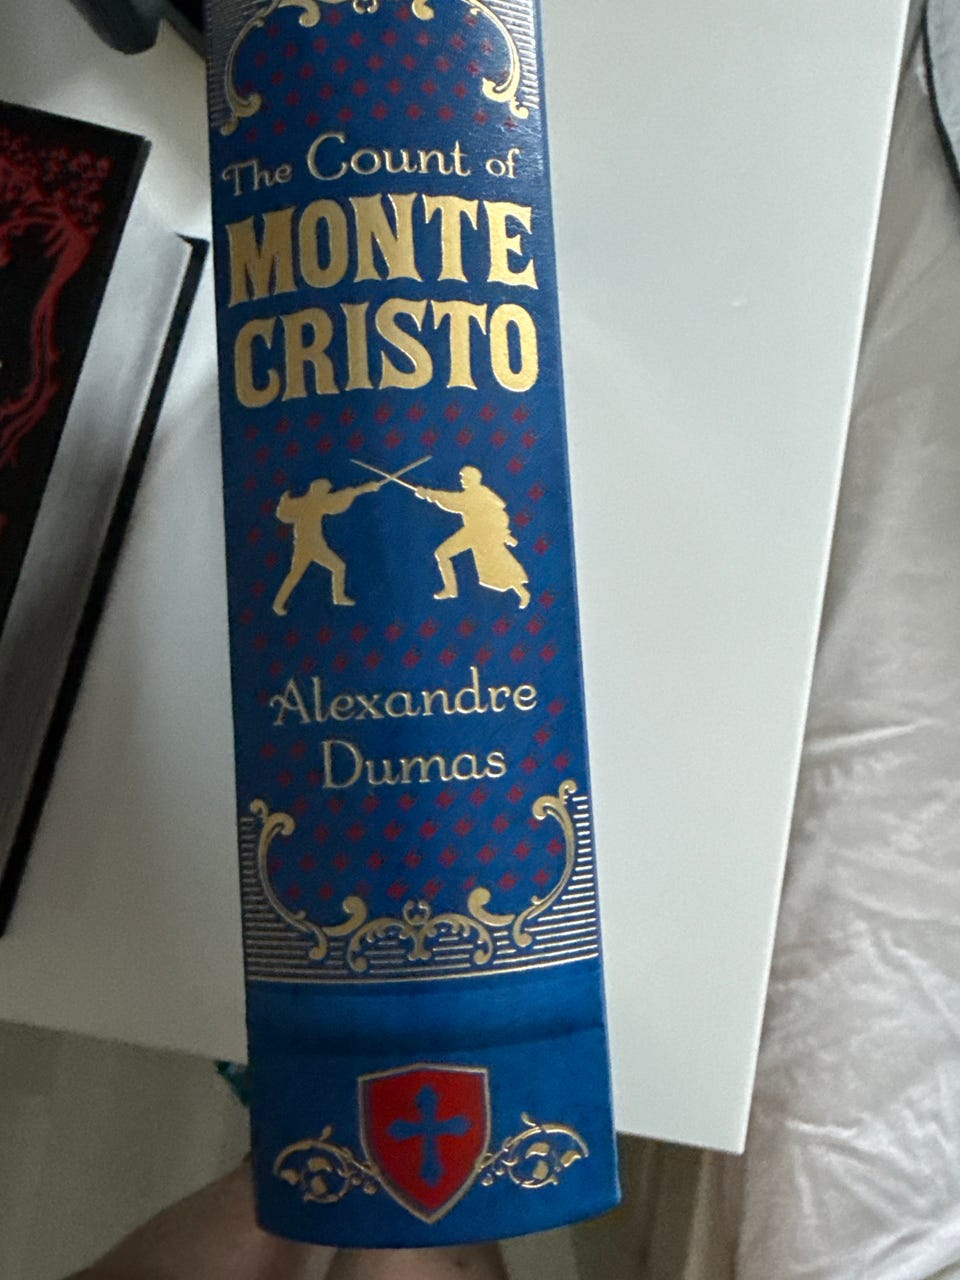 The Count of
MONTE
CRISTO
Alexandre
Dumas